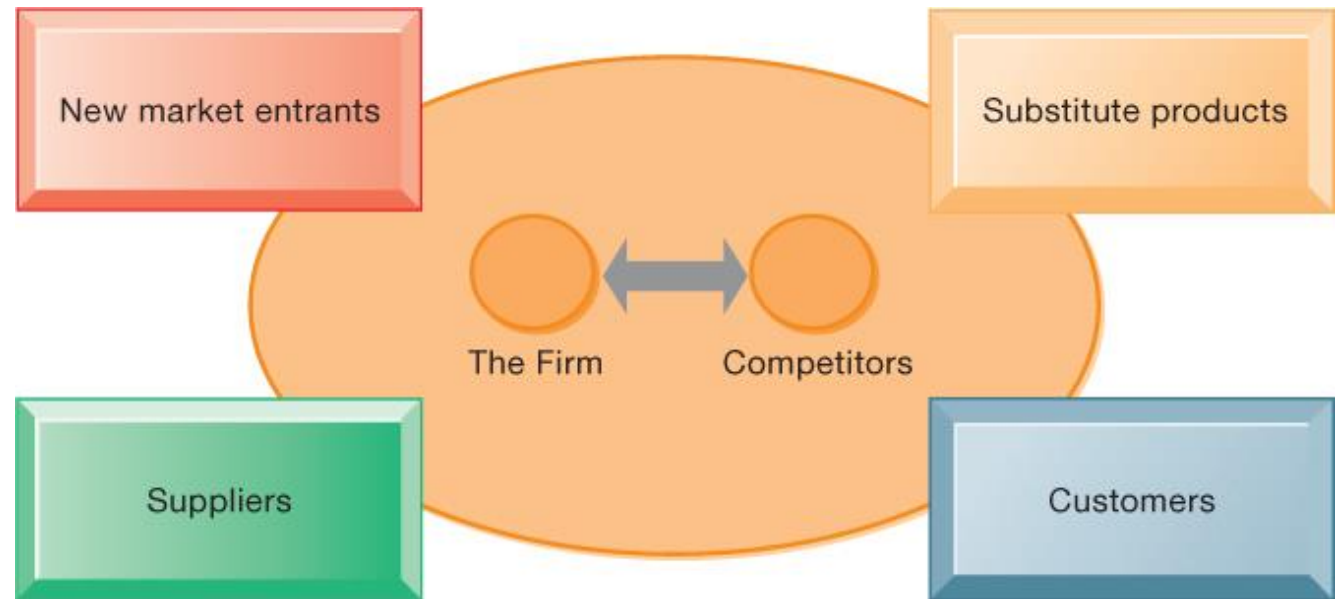 New market entrants
Substitute products
The Firm
Competitors
Suppliers
Customers